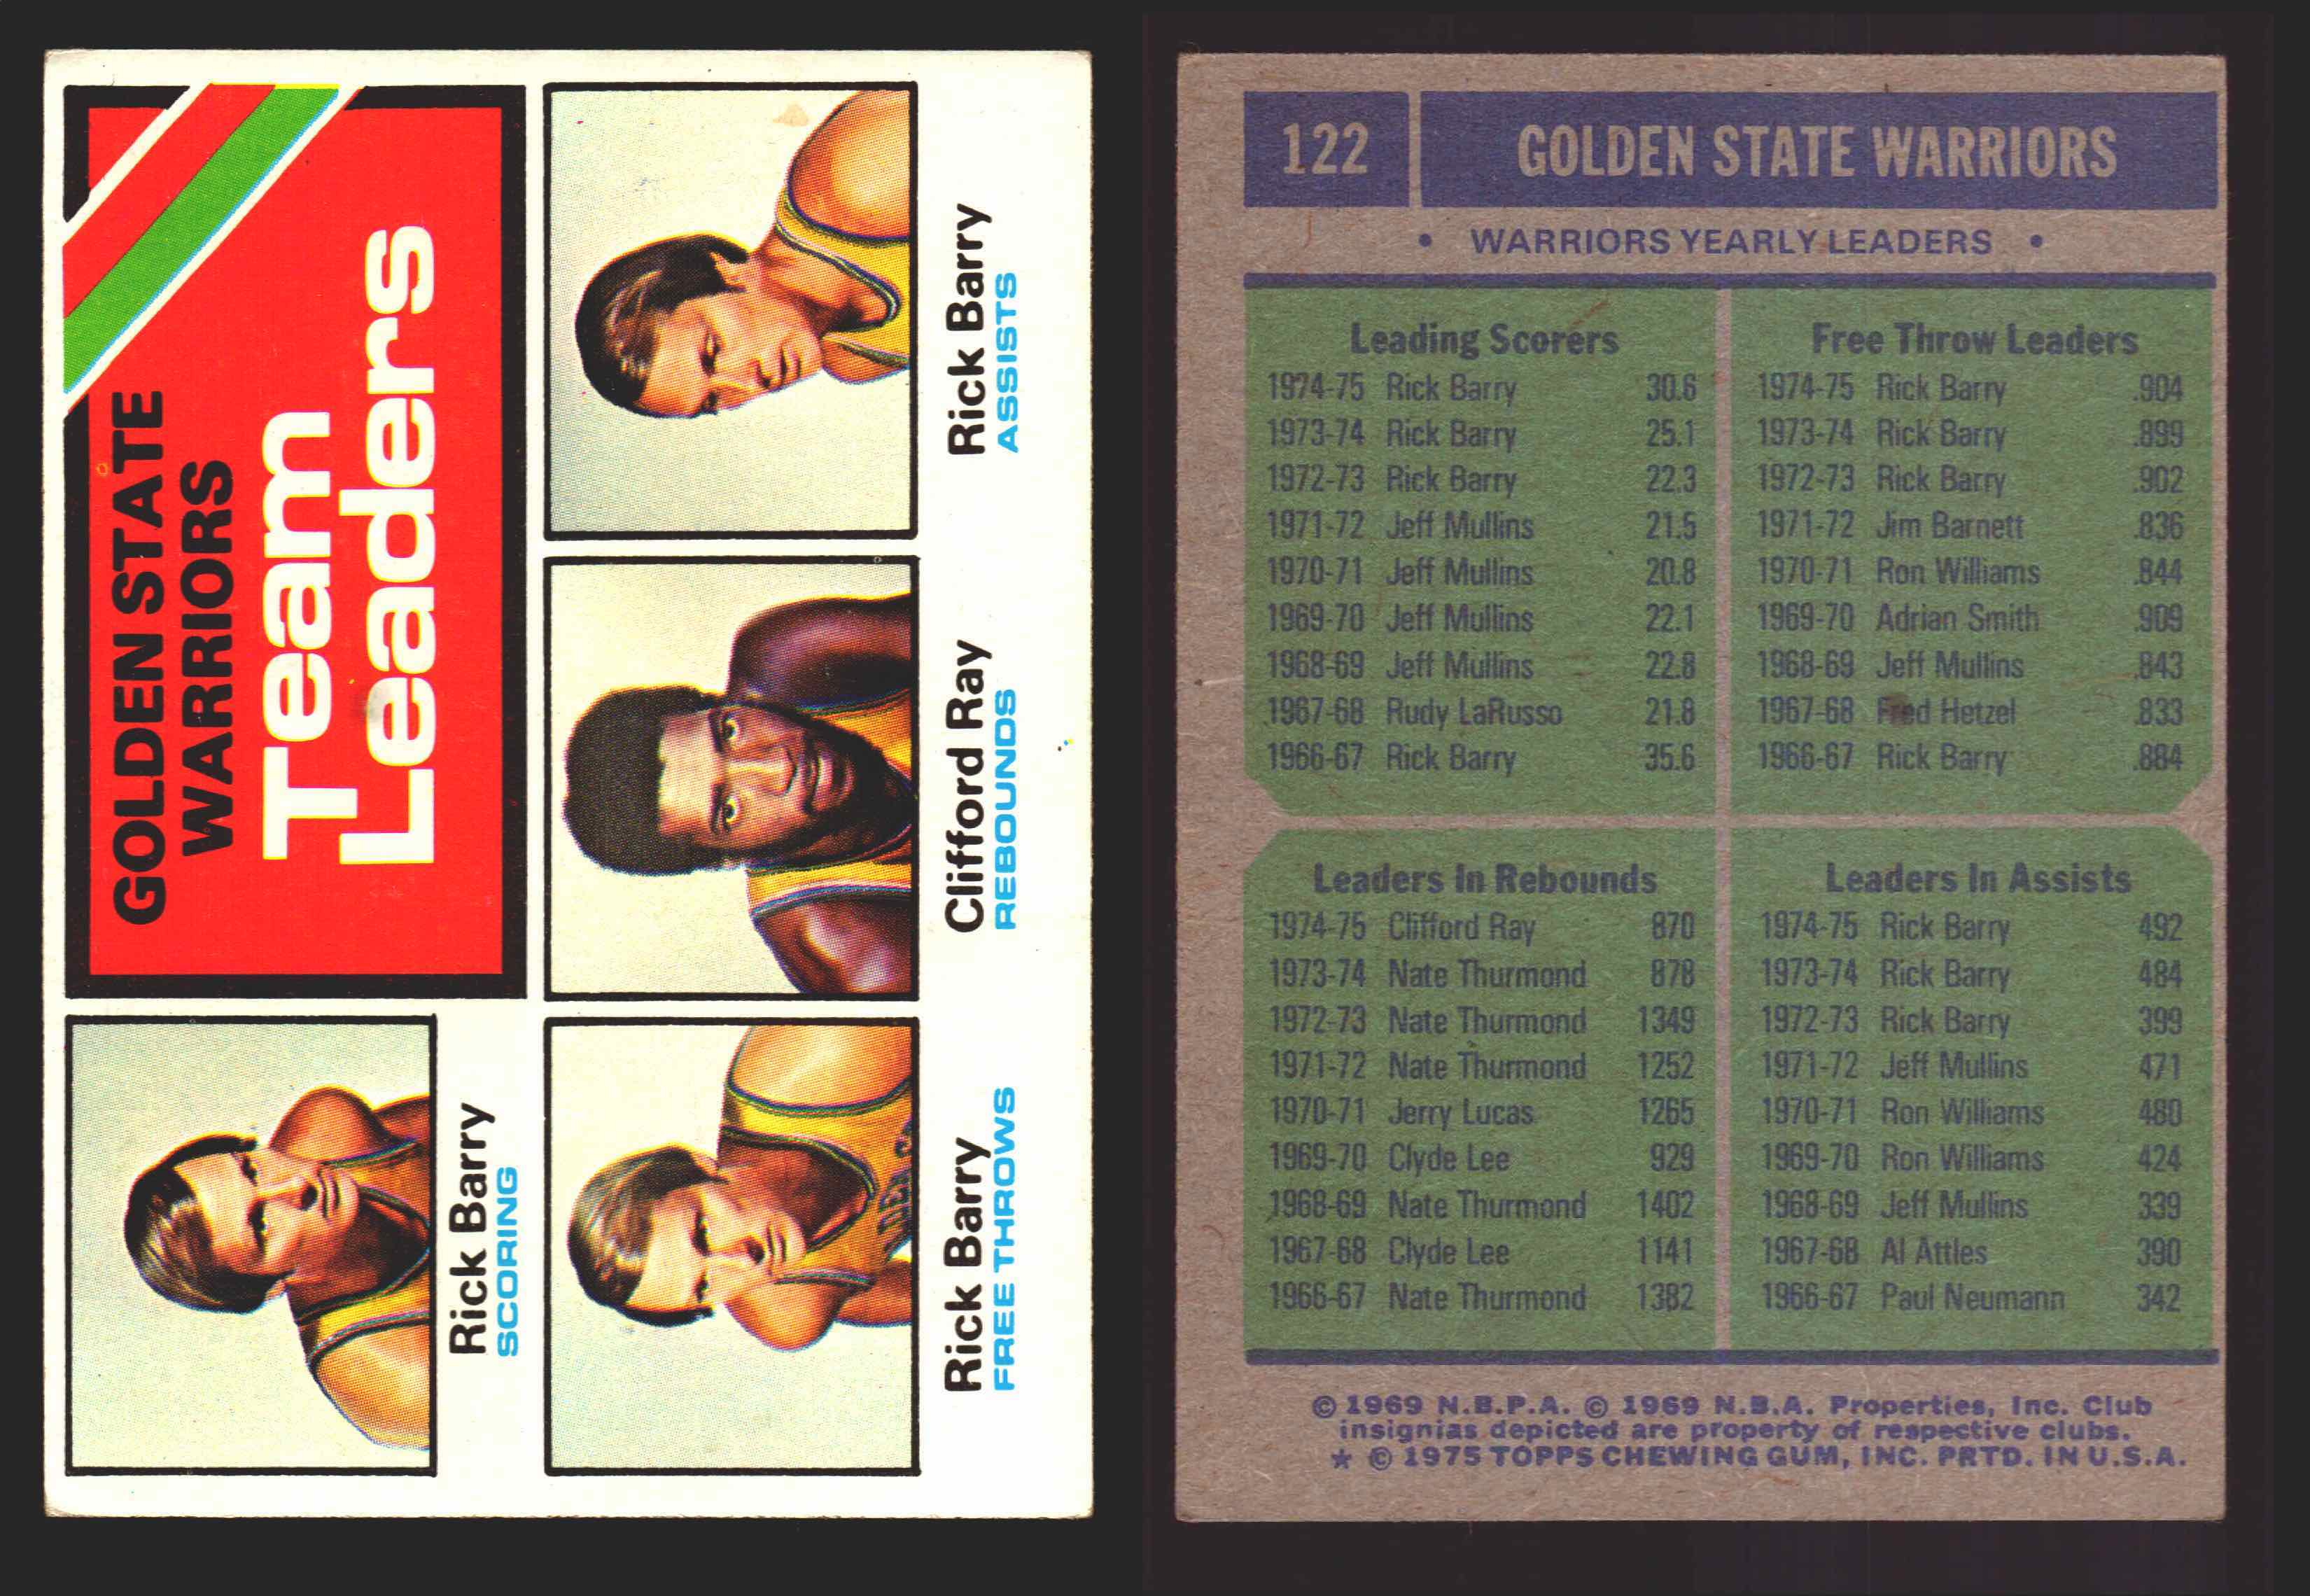 GOLDEN STATE
WARRIORS
Team
Leaders
Rick Barry
SCORING
Rick Barry
FREE THROWS
Clifford Ray
REBOUNDS
Rick Barry
ASSISTS
122
GOLDEN STATE WARRIORS
• WARRIORS YEARLY LEADERS •
Leading Scorers
1974-75 Rick Barry 30.6
1973-74 Rick Barry 25.1
1972-73 Rick Barry 22.3
1971-72 Jeff Mullins 21.5
1970-71 Jeff Mullins 20.8
1969-70 Jeff Mullins 22.1
1968-69 Jeff Mullins 22.8
1967-68 Rudy LaRusso 21.8
1966-67 Rick Barry 35.6
Free Throw Leaders
1974-75 Rick Barry .904
1973-74 Rick Barry .899
1972-73 Rick Barry .902
1971-72 Jim Barnett .836
1970-71 Ron Williams .844
1969-70 Adrian Smith .909
1968-69 Jeff Mullins .843
1967-68 Fred Hetzel .833
1966-67 Rick Barry .884
Leaders In Rebounds
1974-75 Clifford Ray 870
1973-74 Nate Thurmond 878
1972-73 Nate Thurmond 1349
1971-72 Nate Thurmond 1252
1970-71 Jerry Lucas 1265
1969-70 Clyde Lee 929
1968-69 Nate Thurmond 1402
1967-68 Clyde Lee 1141
1966-67 Nate Thurmond 1382
Leaders In Assists
1974-75 Rick Barry 492
1973-74 Rick Barry 484
1972-73 Rick Barry 399
1971-72 Jeff Mullins 471
1970-71 Ron Williams 480
1969-70 Ron Williams 424
1968-69 Jeff Mullins 339
1967-68 Al Attles 390
1966-67 Paul Neumann 342
© 1969 N.B.P.A. © 1969 N.B.A. Properties, Inc. Club
insignias depicted are property of respective clubs.
★ © 1975 TOPPS CHEWING GUM, INC. PRTD. IN U.S.A.